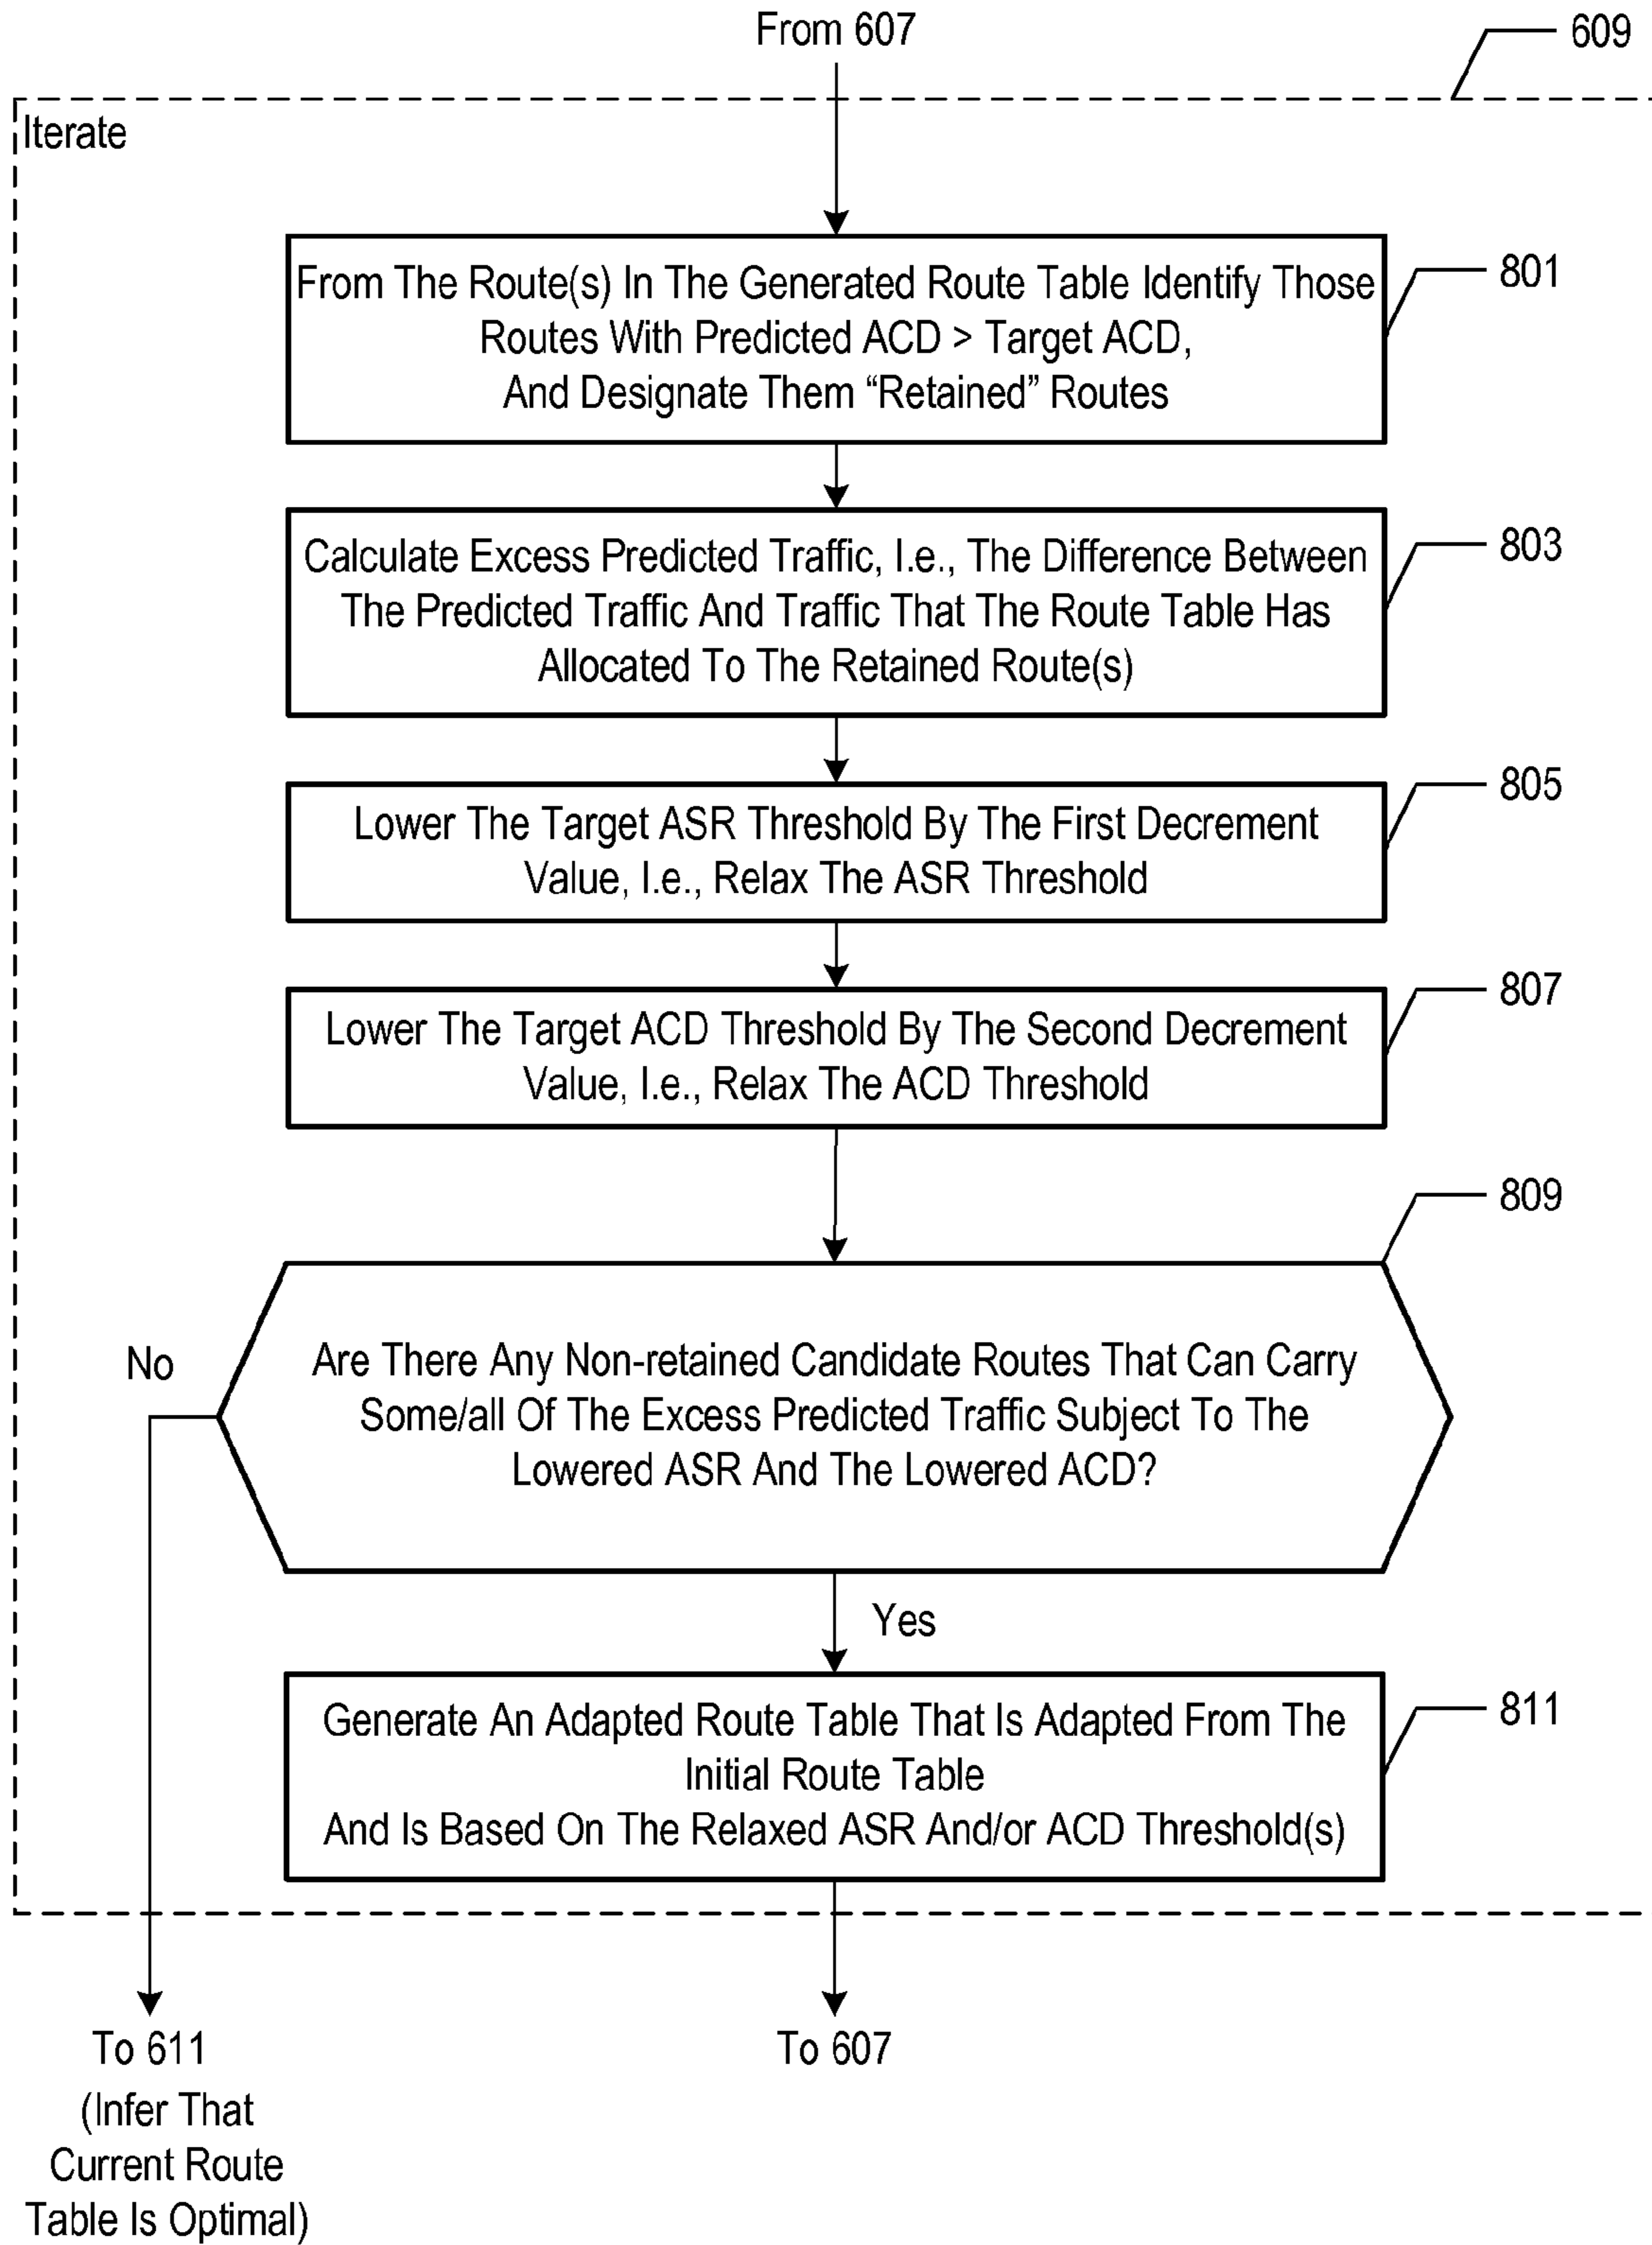 From 607
609
Iterate
From The Route(s) In The Generated Route Table Identify Those
Routes With Predicted ACD > Target ACD,
And Designate Them “Retained” Routes
801
Calculate Excess Predicted Traffic, I.e., The Difference Between
The Predicted Traffic And Traffic That The Route Table Has
Allocated To The Retained Route(s)
803
Lower The Target ASR Threshold By The First Decrement
Value, I.e., Relax The ASR Threshold
805
Lower The Target ACD Threshold By The Second Decrement
Value, I.e., Relax The ACD Threshold
807
809
Are There Any Non-retained Candidate Routes That Can Carry
Some/all Of The Excess Predicted Traffic Subject To The
Lowered ASR And The Lowered ACD?
No
Yes
Generate An Adapted Route Table That Is Adapted From The
Initial Route Table
And Is Based On The Relaxed ASR And/or ACD Threshold(s)
811
To 611
(Infer That
Current Route
Table Is Optimal)
To 607